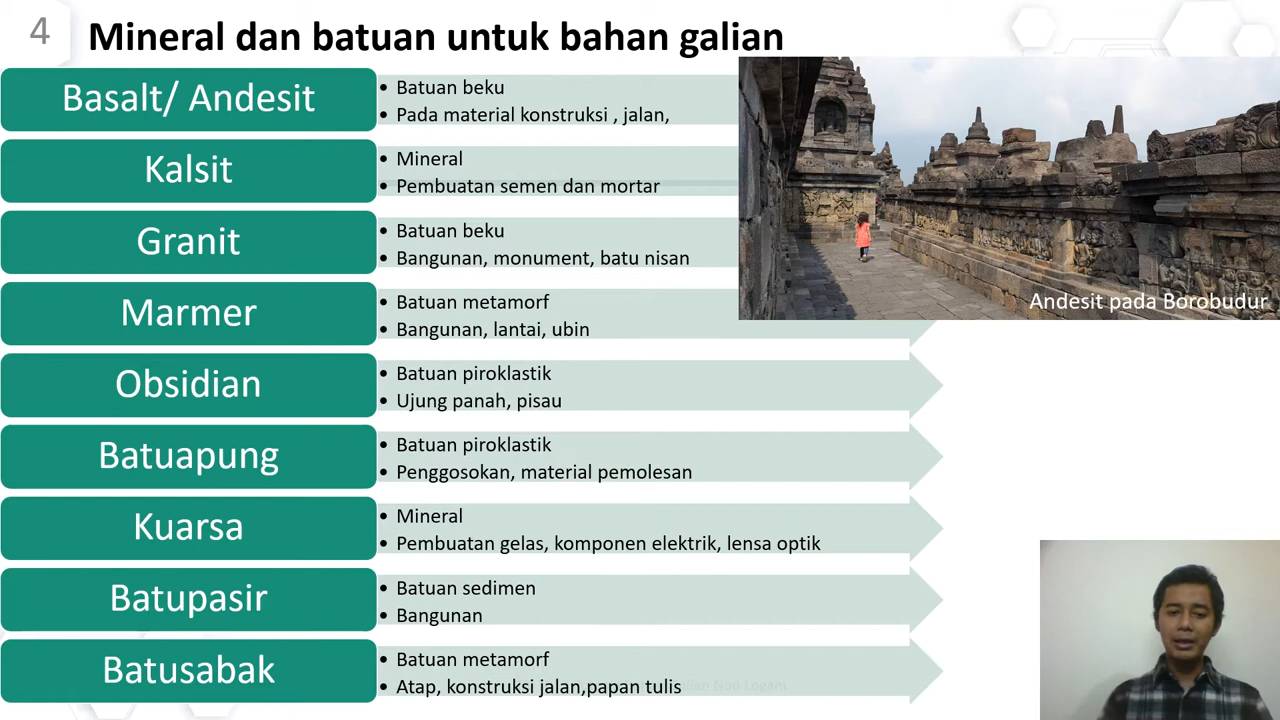 4
Mineral dan batuan untuk bahan galian
Basalt/ Andesit
• Batuan beku
• Pada material konstruksi , jalan,
Kalsit
• Mineral
• Pembuatan semen dan mortar
Granit
• Batuan beku
• Bangunan, monument, batu nisan
Marmer
• Batuan metamorf
• Bangunan, lantai, ubin
Obsidian
• Batuan piroklastik
• Ujung panah, pisau
Batuapung
• Batuan piroklastik
• Penggosokan, material pemolesan
Kuarsa
• Mineral
• Pembuatan gelas, komponen elektrik, lensa optik
Batupasir
• Batuan sedimen
• Bangunan
Batusabak
• Batuan metamorf
• Atap, konstruksi jalan,papan tulis
Andesit pada Borobudur